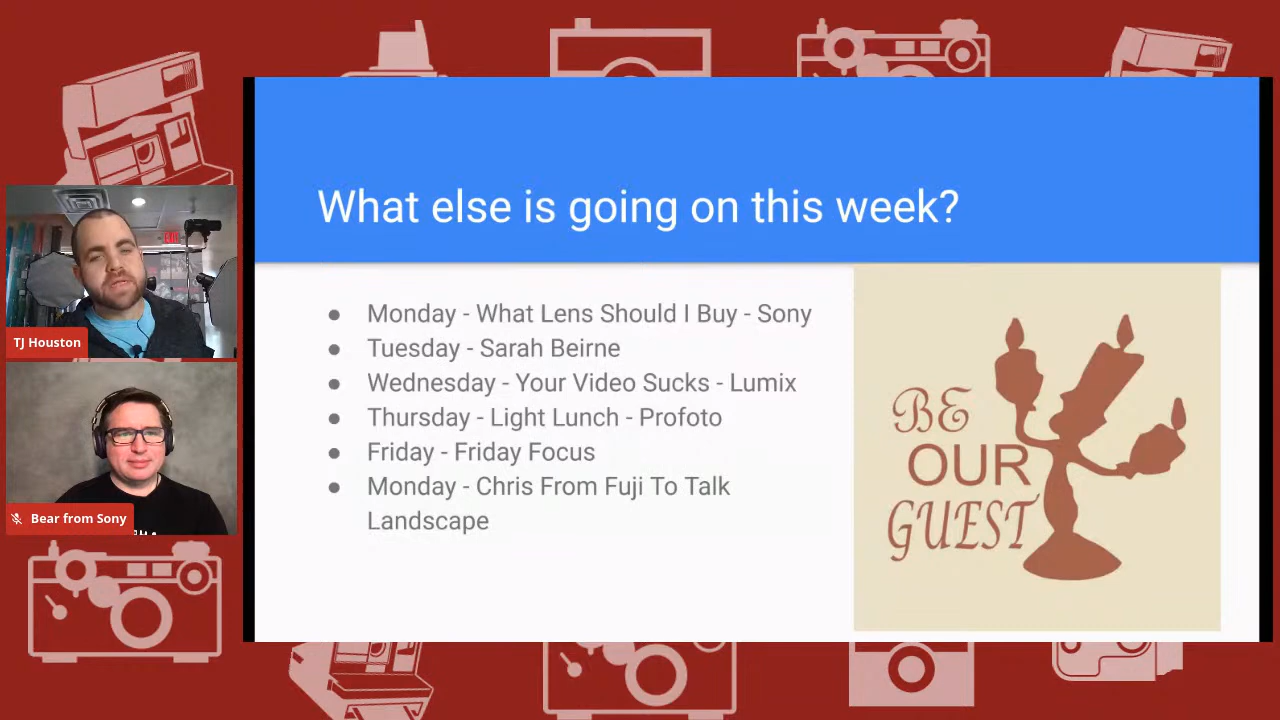 What else is going on this week?
Monday - What Lens Should I Buy - Sony
Tuesday - Sarah Beirne
Wednesday - Your Video Sucks - Lumix
Thursday - Light Lunch - Profoto
Friday - Friday Focus
Monday - Chris From Fuji To Talk
Landscape
BE
OUR
GUEST
EXIT
TJ Houston
Bear from Sony